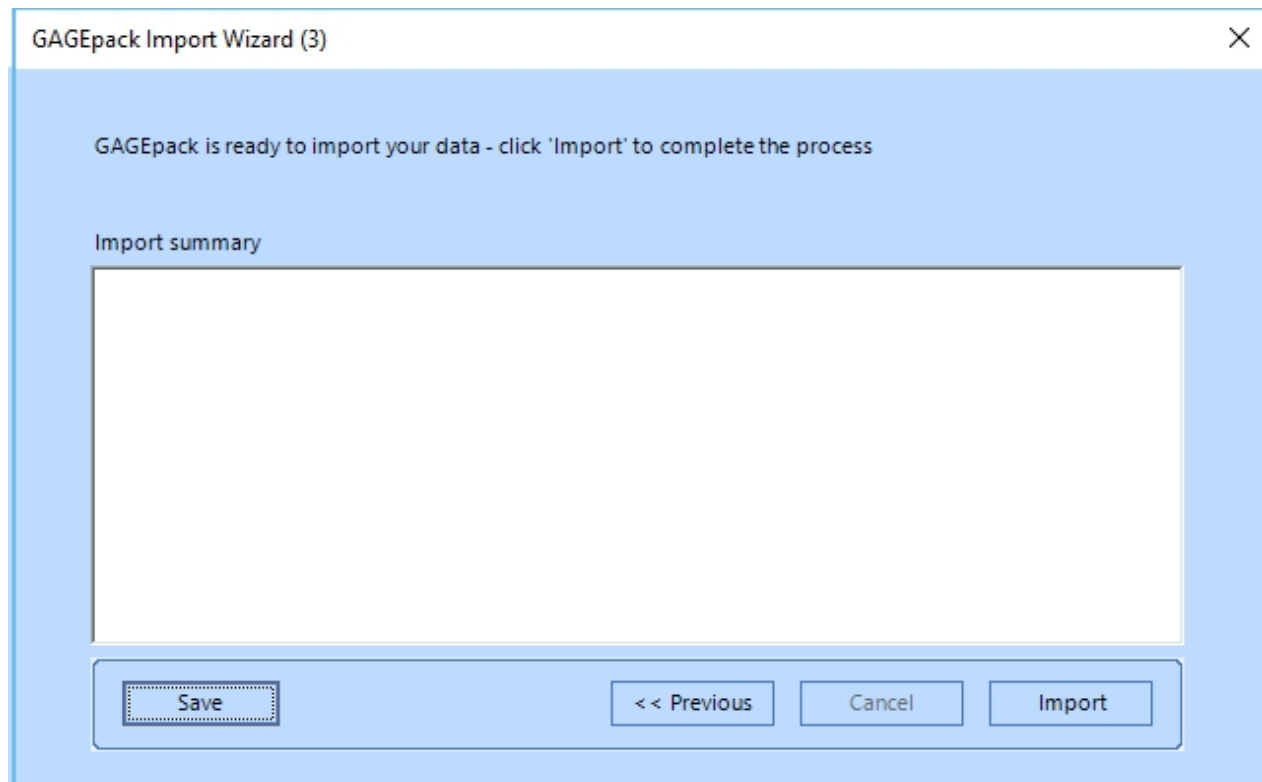 GAGEpack Import Wizard (3)
GAGEpack is ready to import your data - click 'Import' to complete the process
Import summary
Save
<< Previous
Cancel
Import